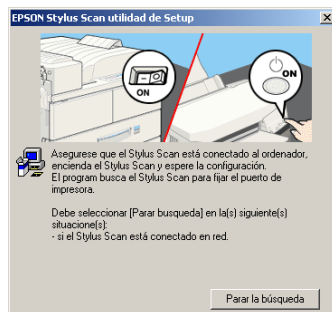 EPSON Stylus Scan utilidad de Setup
ON
ON
Asegurese que el Stylus Scan está conectado al ordenador,
encienda el Stylus Scan y espere la configuración.
El program busca el Stylus Scan para fijar el puerto de
impresora.
Debe seleccionar [Parar busqueda] en la(s) siguiente(s)
situacione(s):
- si el Stylus Scan está conectado en red.
Parar la búsqueda